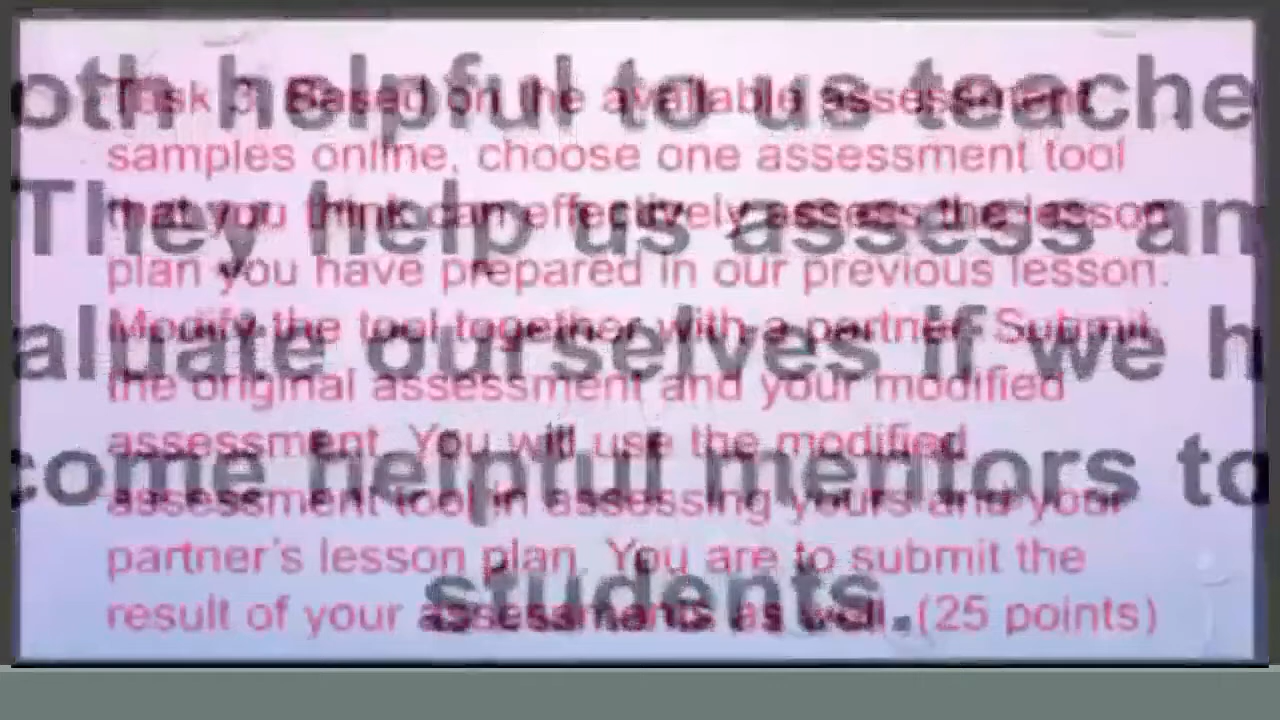 oth helpful to us teache
They help us assess an
aluate ourselves if we h
come helpful mentors to
students.
Task 3. Based on the available assessment
samples online, choose one assessment tool
that you think can effectively assess the lesson
plan you have prepared in our previous lesson.
Modify the tool together with a partner. Submit
the original assessment and your modified
assessment. You will use the modified
assessment tool in assessing yours and your
partner's lesson plan. You are to submit the
result of your assessments as well. (25 points)